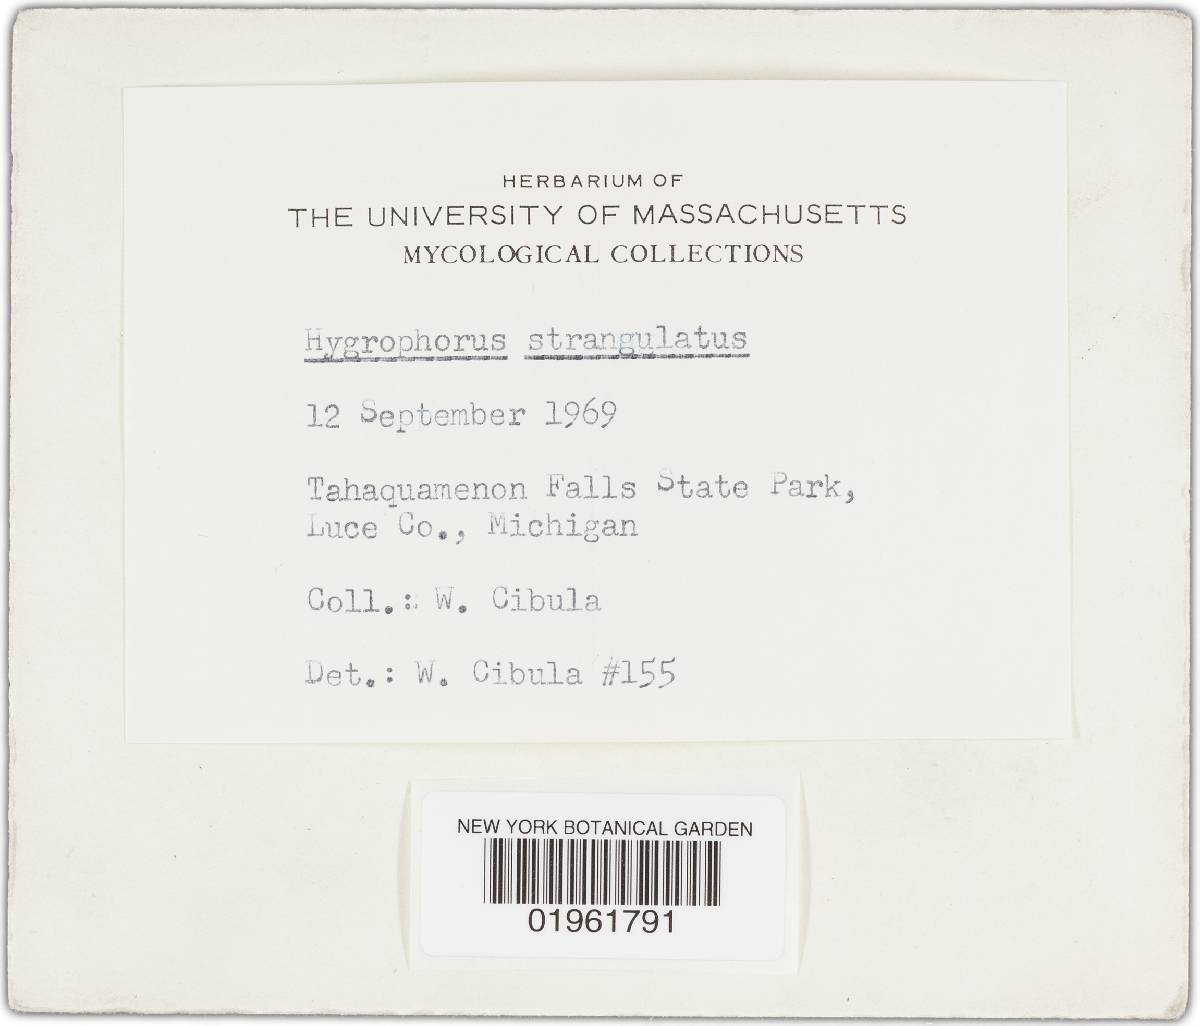 HERBARIUM OF
THE UNIVERSITY OF MASSACHUSETTS
MYCOLOGICAL COLLECTIONS
Hygrophorus strangulatus
12 September 1969
Tahaquamenon Falls State Park,
Luce Co., Michigan
Coll.: W. Cibula
Det.: W. Cibula #155
NEW YORK BOTANICAL GARDEN
01961791